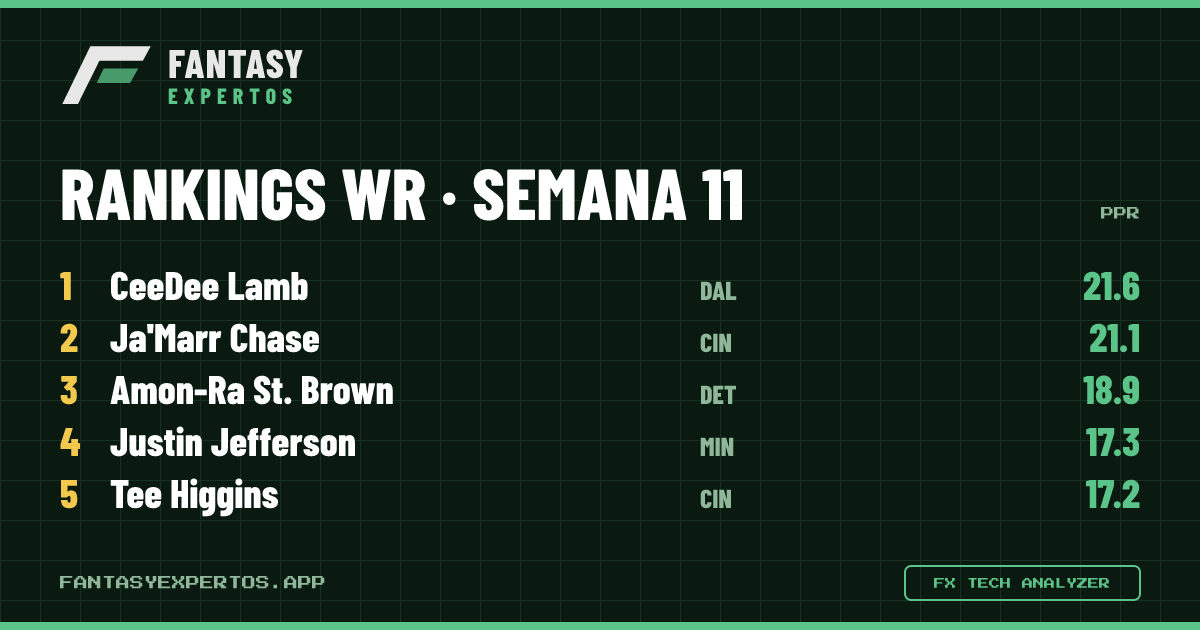 FANTASY
EXPERTOS
RANKINGS WR · SEMANA 11
PPR
1 CeeDee Lamb DAL 21.6
2 Ja'Marr Chase CIN 21.1
3 Amon-Ra St. Brown DET 18.9
4 Justin Jefferson MIN 17.3
5 Tee Higgins CIN 17.2
FANTASYEXPERTOS.APP
FX TECH ANALYZER